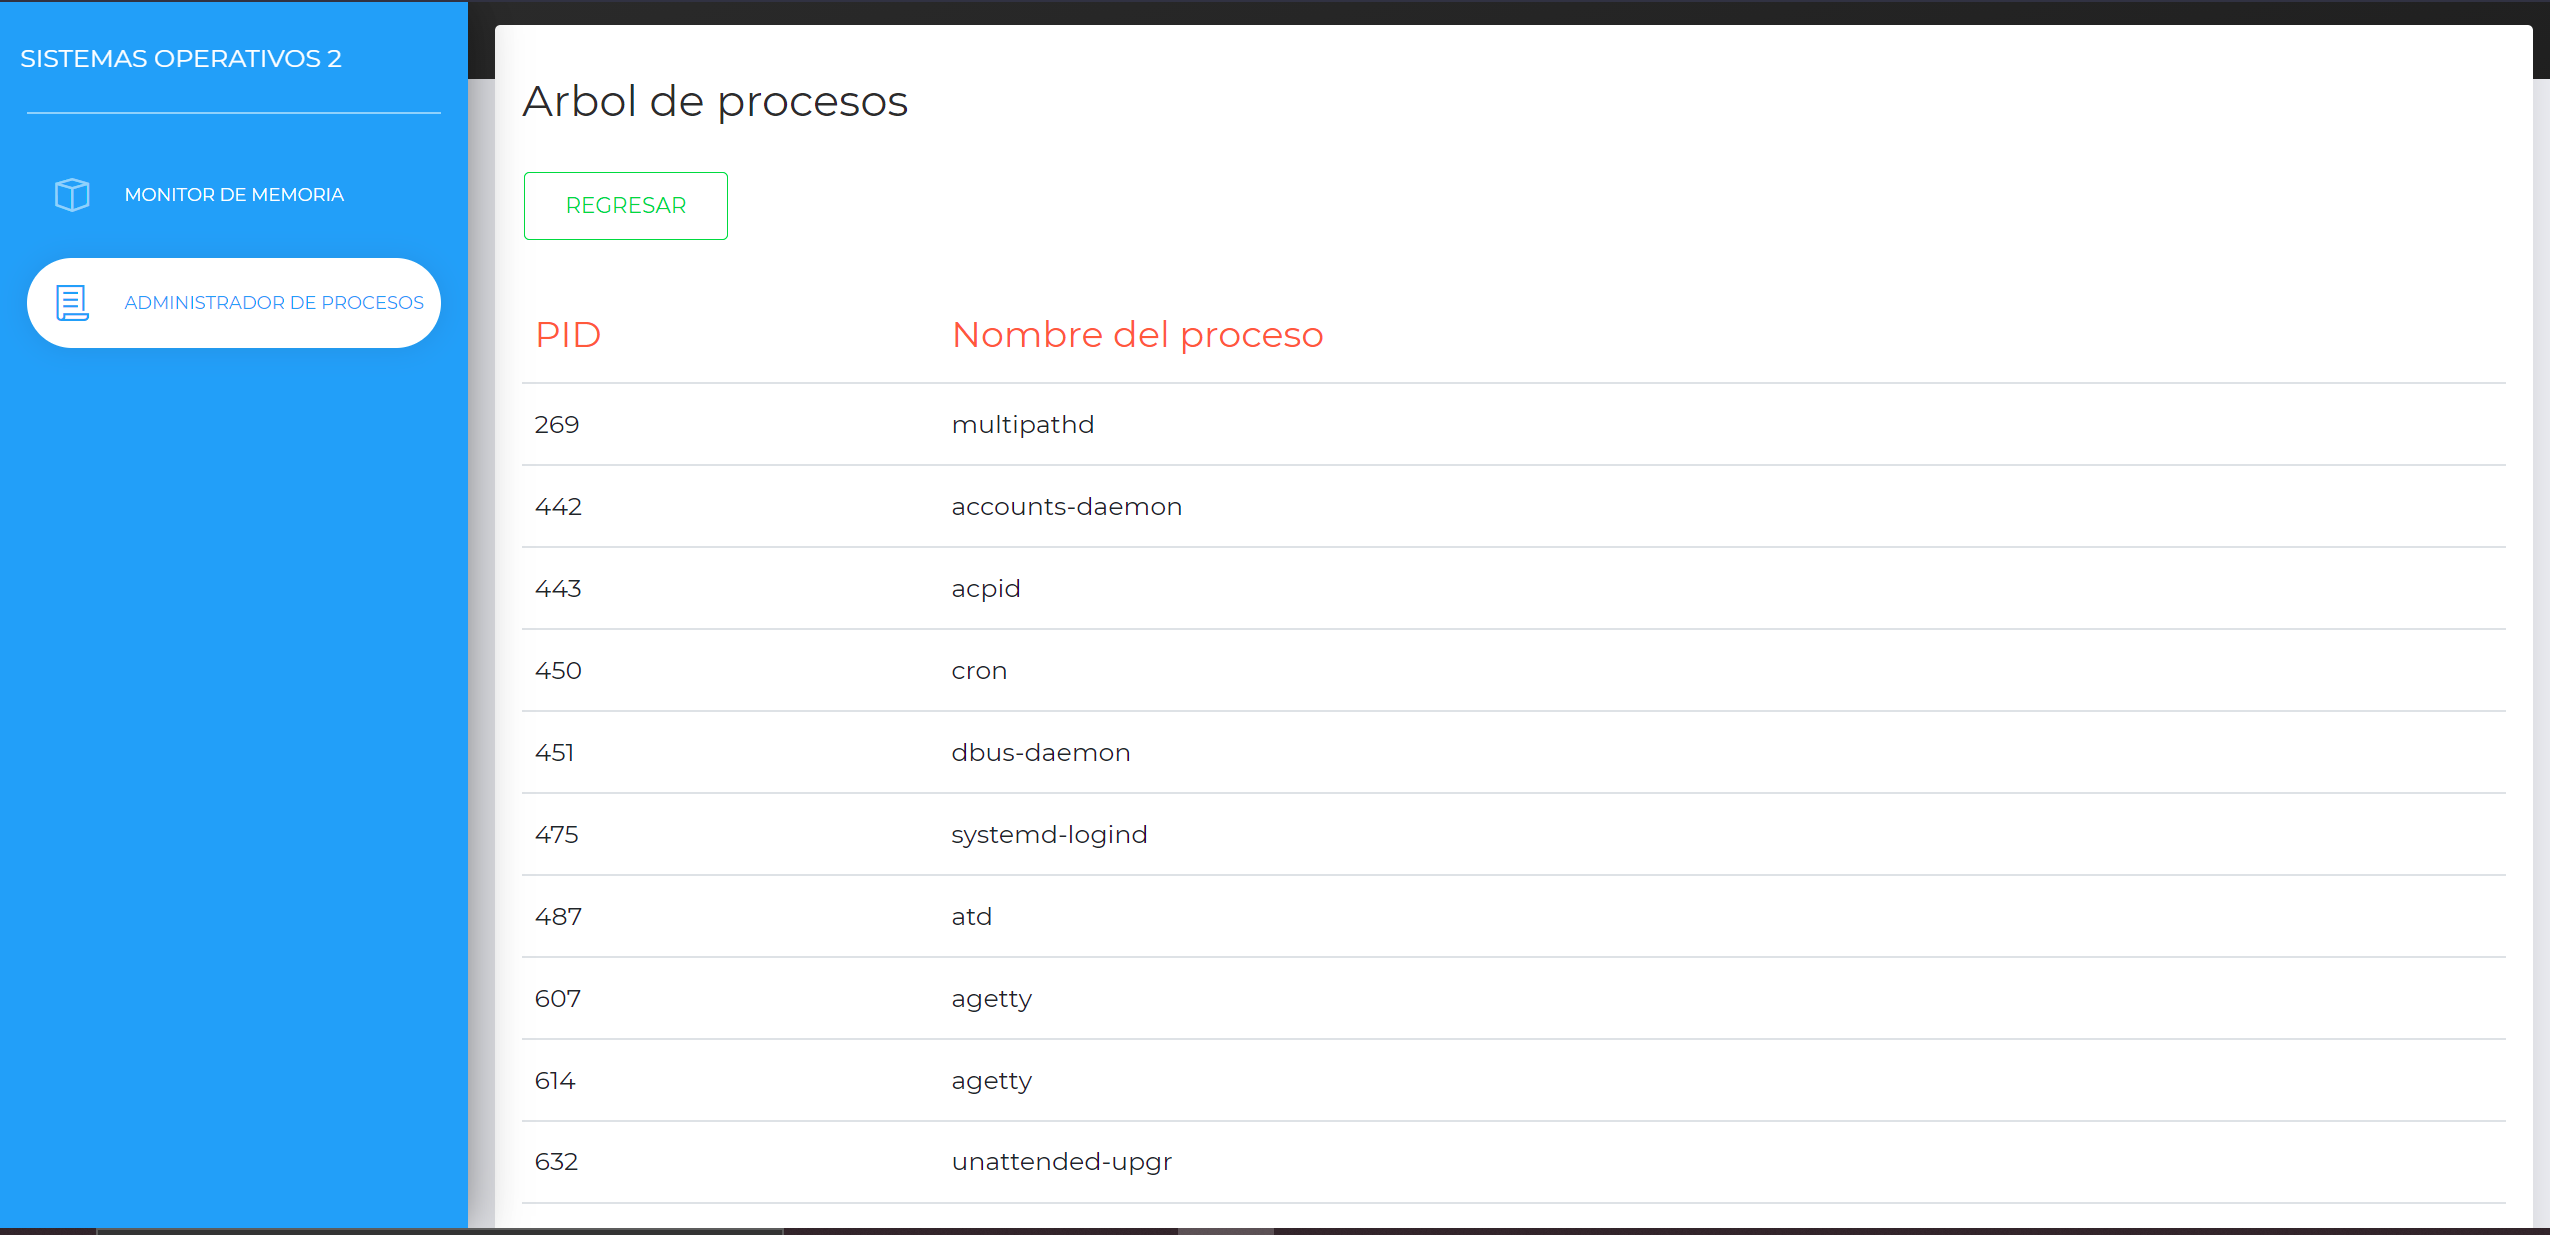 SISTEMAS OPERATIVOS 2
MONITOR DE MEMORIA
ADMINISTRADOR DE PROCESOS
Arbol de procesos
REGRESAR
PID Nombre del proceso
269 multipathd
442 accounts-daemon
443 acpid
450 cron
451 dbus-daemon
475 systemd-logind
487 atd
607 agetty
614 agetty
632 unattended-upgr